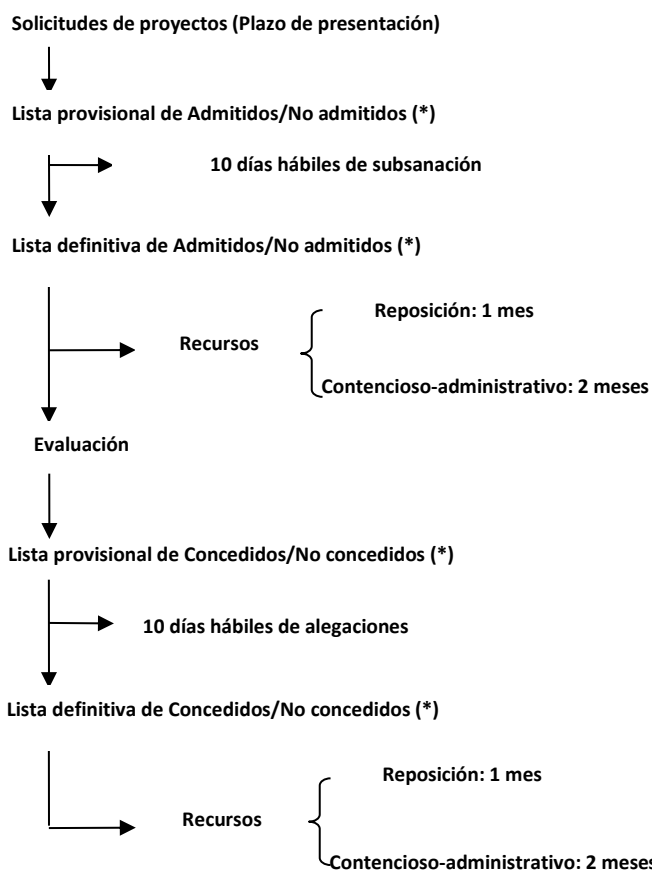 Solicitudes de proyectos (Plazo de presentación)
Lista provisional de Admitidos/No admitidos (*)
10 días hábiles de subsanación
Lista definitiva de Admitidos/No admitidos (*)
Reposición: 1 mes
Recursos
Contencioso-administrativo: 2 meses
Evaluación
Lista provisional de Concedidos/No concedidos (*)
10 días hábiles de alegaciones
Lista definitiva de Concedidos/No concedidos (*)
Reposición: 1 mes
Recursos
Contencioso-administrativo: 2 meses